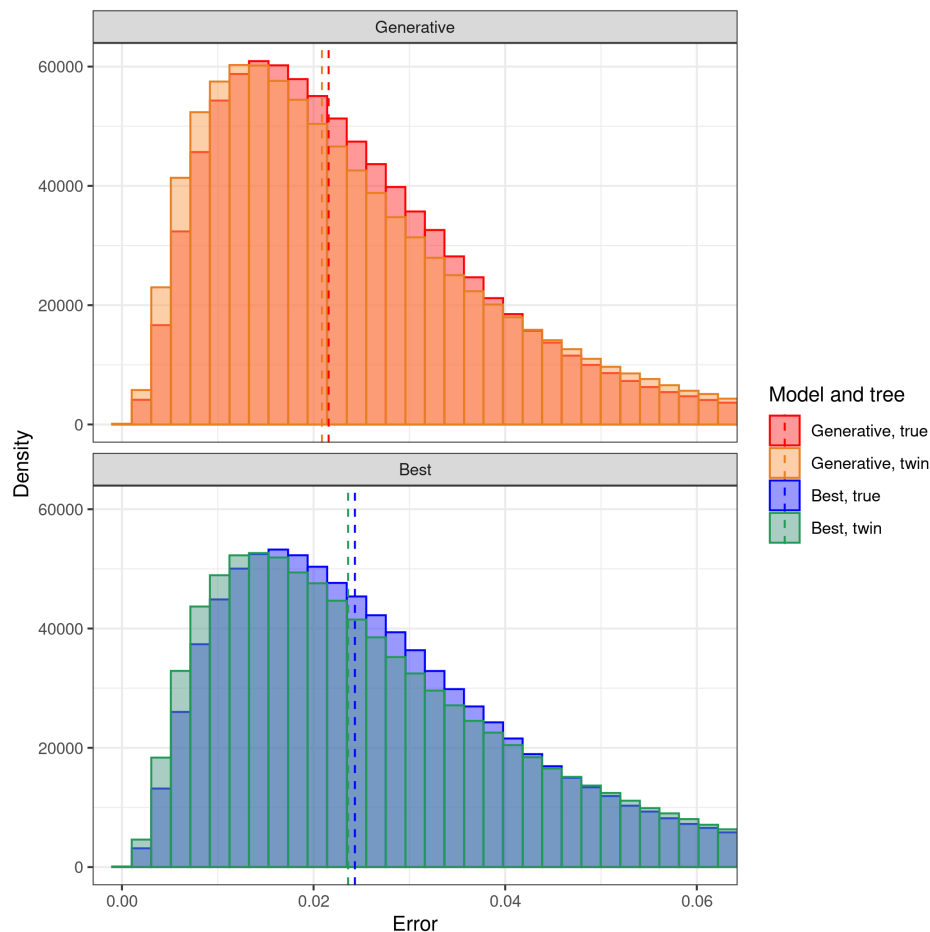 Generative
60000
40000
20000
0
Best
60000
40000
20000
0
0.00 0.02 0.04 0.06
Error
Density
Model and tree
Generative, true
Generative, twin
Best, true
Best, twin